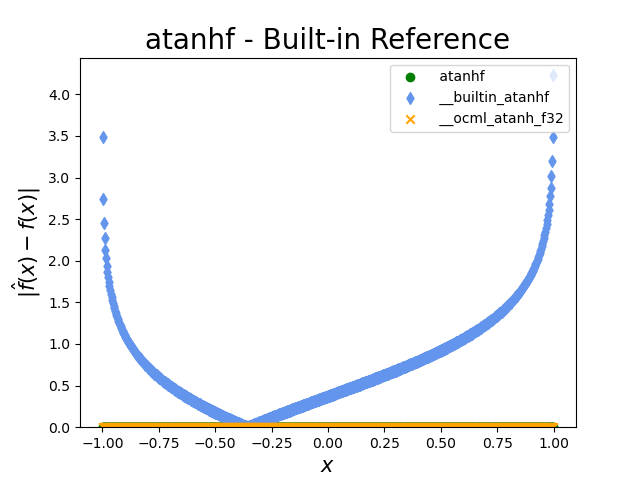 atanhf - Built-in Reference
atanhf
__builtin_atanhf
__ocml_atanh_f32
|f̂(x) − f(x)|
4.0
3.5
3.0
2.5
2.0
1.5
1.0
0.5
0.0
−1.00 −0.75 −0.50 −0.25 0.00 0.25 0.50 0.75 1.00
x